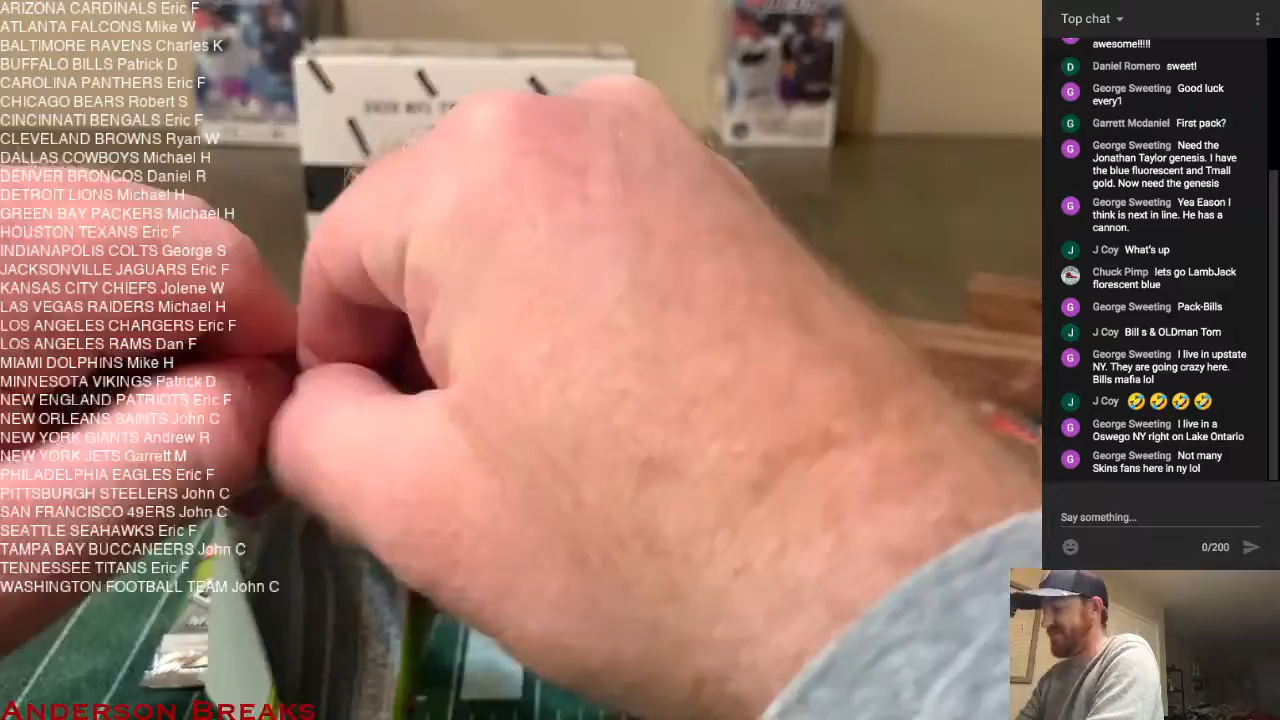 ARIZONA CARDINALS Eric F
ATLANTA FALCONS Mike W
BALTIMORE RAVENS Charles K
BUFFALO BILLS Patrick D
CAROLINA PANTHERS Eric F
CHICAGO BEARS Robert S
CINCINNATI BENGALS Eric F
CLEVELAND BROWNS Ryan W
DALLAS COWBOYS Michael H
DENVER BRONCOS Daniel R
DETROIT LIONS Michael H
GREEN BAY PACKERS Michael H
HOUSTON TEXANS Eric F
INDIANAPOLIS COLTS George S
JACKSONVILLE JAGUARS Eric F
KANSAS CITY CHIEFS Jolene W
LAS VEGAS RAIDERS Michael H
LOS ANGELES CHARGERS Eric F
LOS ANGELES RAMS Dan F
MIAMI DOLPHINS Mike H
MINNESOTA VIKINGS Patrick D
NEW ENGLAND PATRIOTS Eric F
NEW ORLEANS SAINTS John C
NEW YORK GIANTS Andrew R
NEW YORK JETS Garrett M
PHILADELPHIA EAGLES Eric F
PITTSBURGH STEELERS John C
SAN FRANCISCO 49ERS John C
SEATTLE SEAHAWKS Eric F
TAMPA BAY BUCCANEERS John C
TENNESSEE TITANS Eric F
WASHINGTON FOOTBALL TEAM John C
ANDERSON BREAKS
Top chat
awesome!!!!!
D Daniel Romero sweet!
G George Sweeting Good luck
every1
G Garrett Mcdaniel First pack?
G George Sweeting Need the
Jonathan Taylor genesis. I have
the blue fluorescent and Tmall
gold. Now need the genesis
G George Sweeting Yea Eason I
think is next in line. He has a
cannon.
J J Coy What's up
Chuck Pimp lets go LambJack
florescent blue
G George Sweeting Pack-Bills
J J Coy Bill s & OLDman Tom
G George Sweeting I live in upstate
NY. They are going crazy here.
Bills mafia lol
J J Coy 🤣🤣🤣🤣
G George Sweeting I live in a
Oswego NY right on Lake Ontario
G George Sweeting Not many
Skins fans here in ny lol
Say something...
0/200